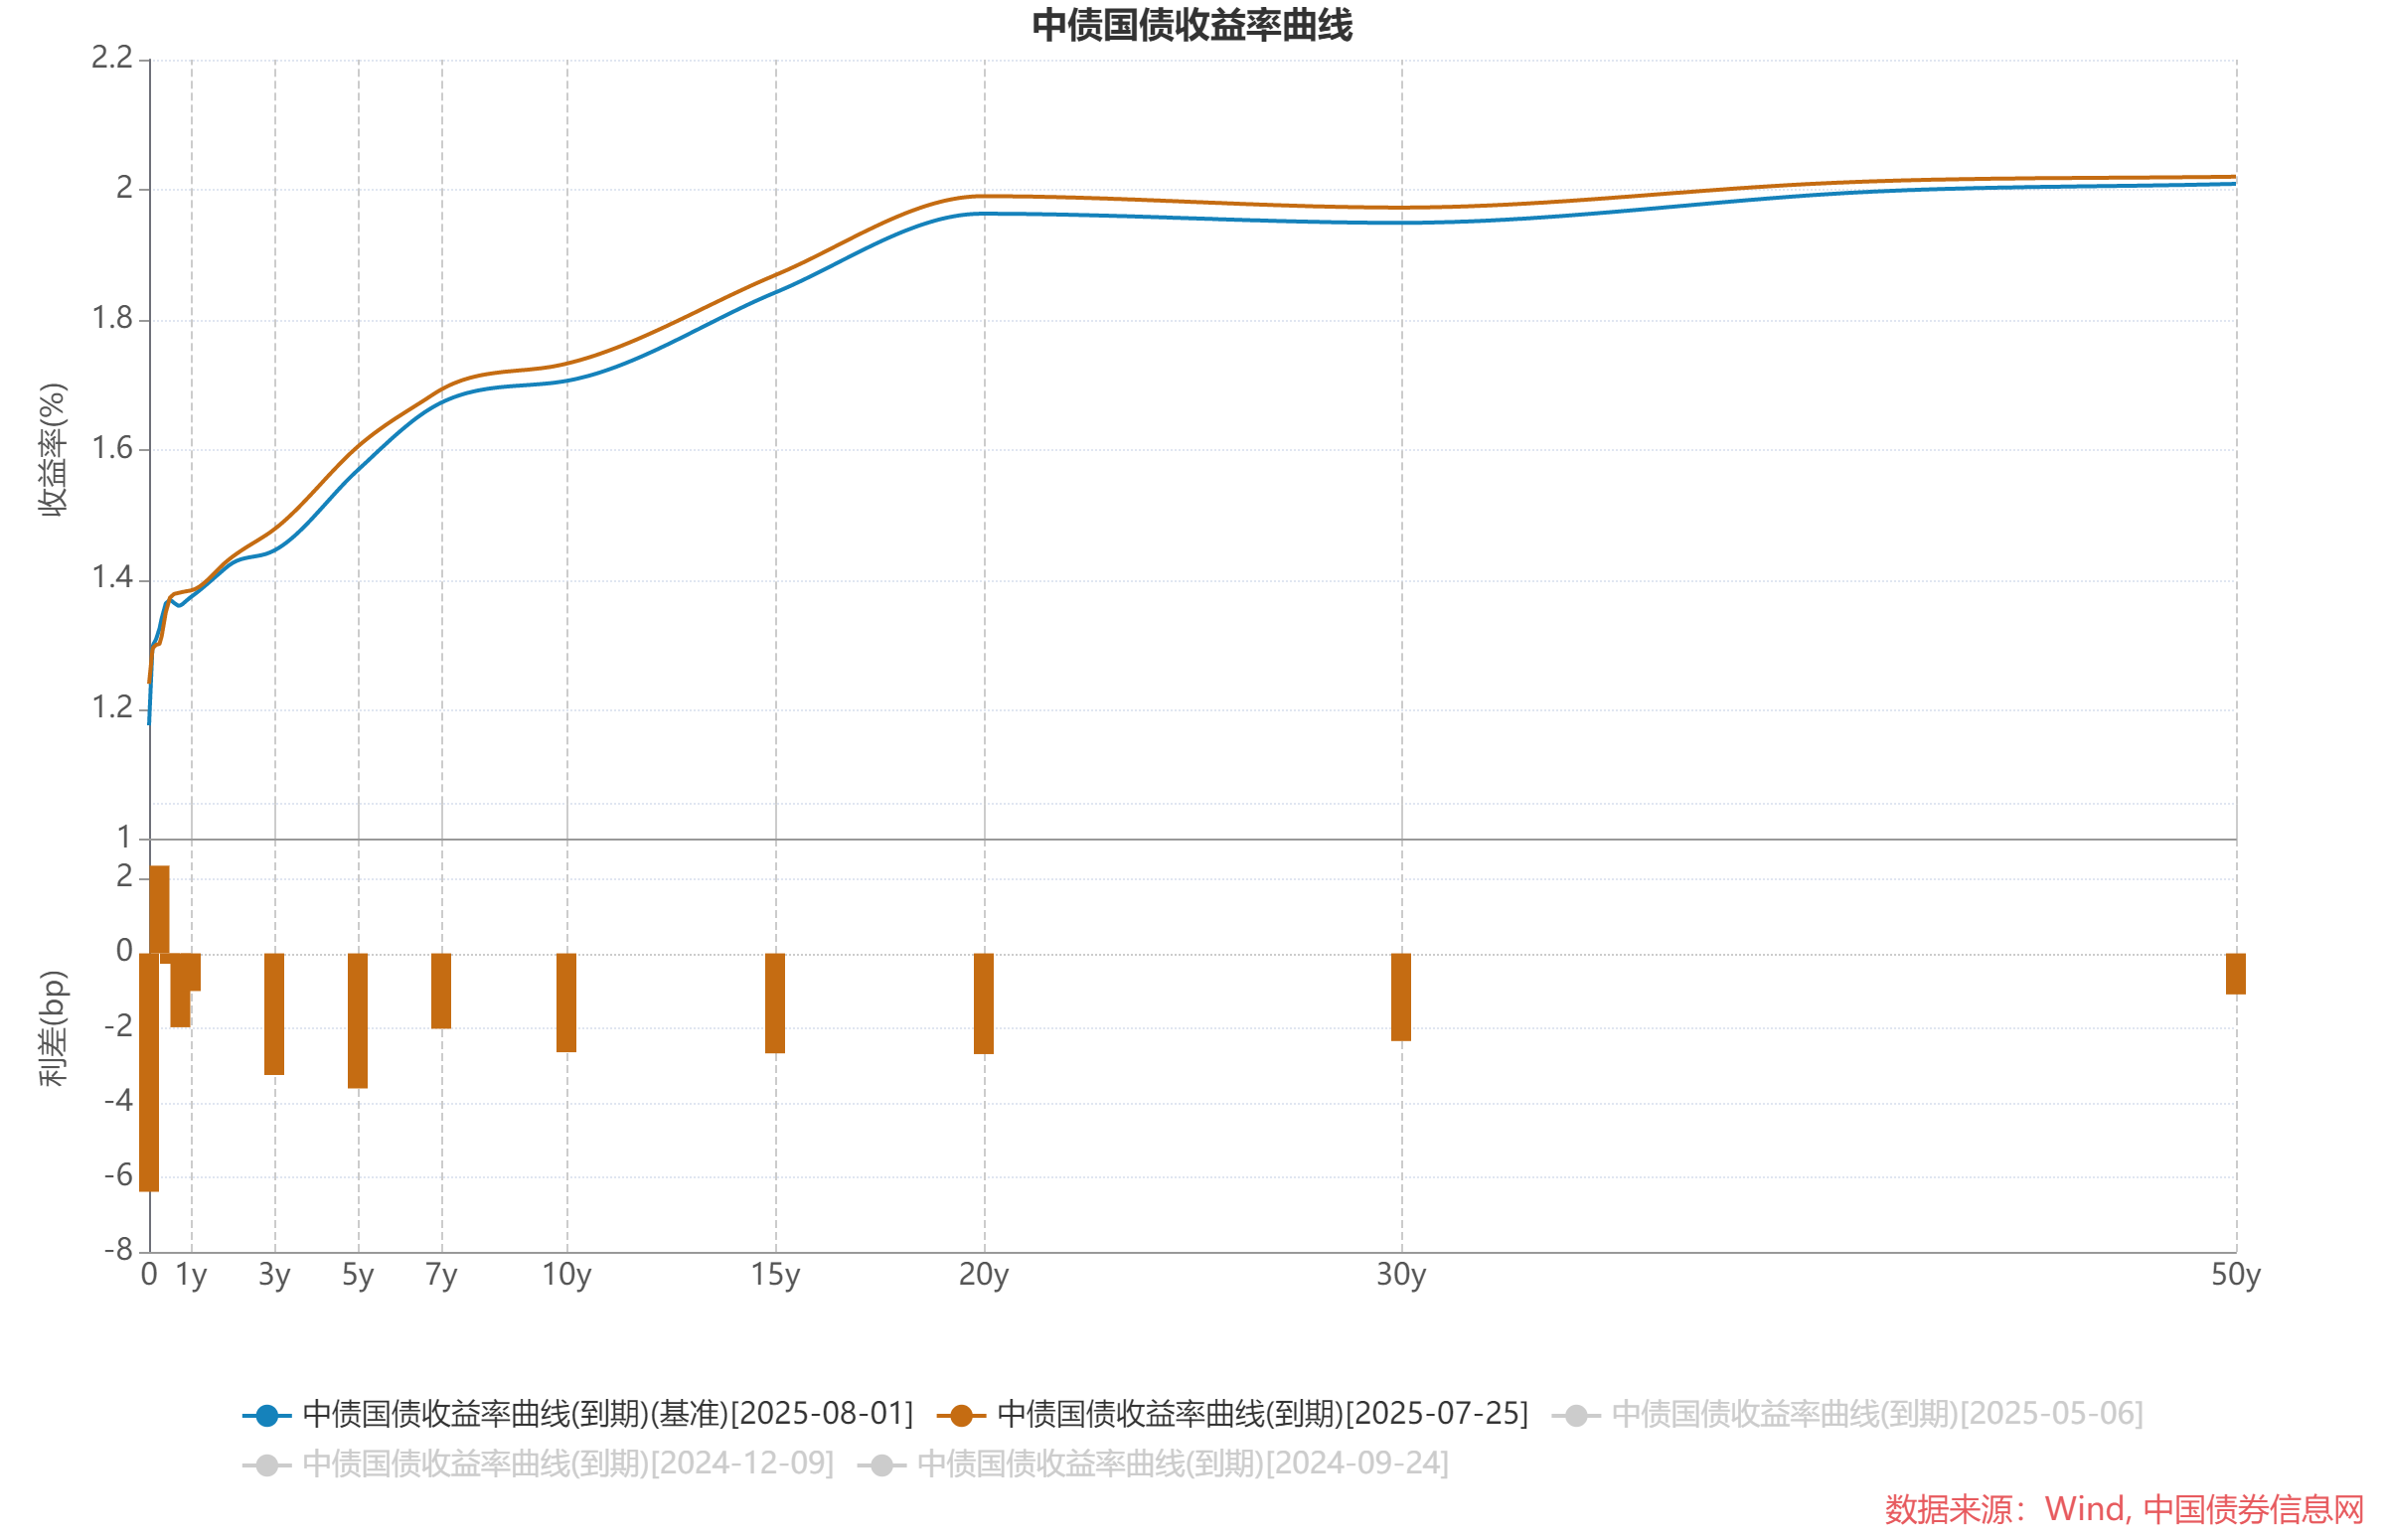 中债国债收益率曲线
2.2
2
1.8
1.6
1.4
1.2
1
收益率(%)
2
0
-2
-4
-6
-8
利差(bp)
0 1y 3y 5y 7y 10y 15y 20y 30y 50y
中债国债收益率曲线(到期)(基准)[2025-08-01] 中债国债收益率曲线(到期)[2025-07-25] 中债国债收益率曲线(到期)[2025-05-06]
中债国债收益率曲线(到期)[2024-12-09] 中债国债收益率曲线(到期)[2024-09-24]
数据来源：Wind, 中国债券信息网